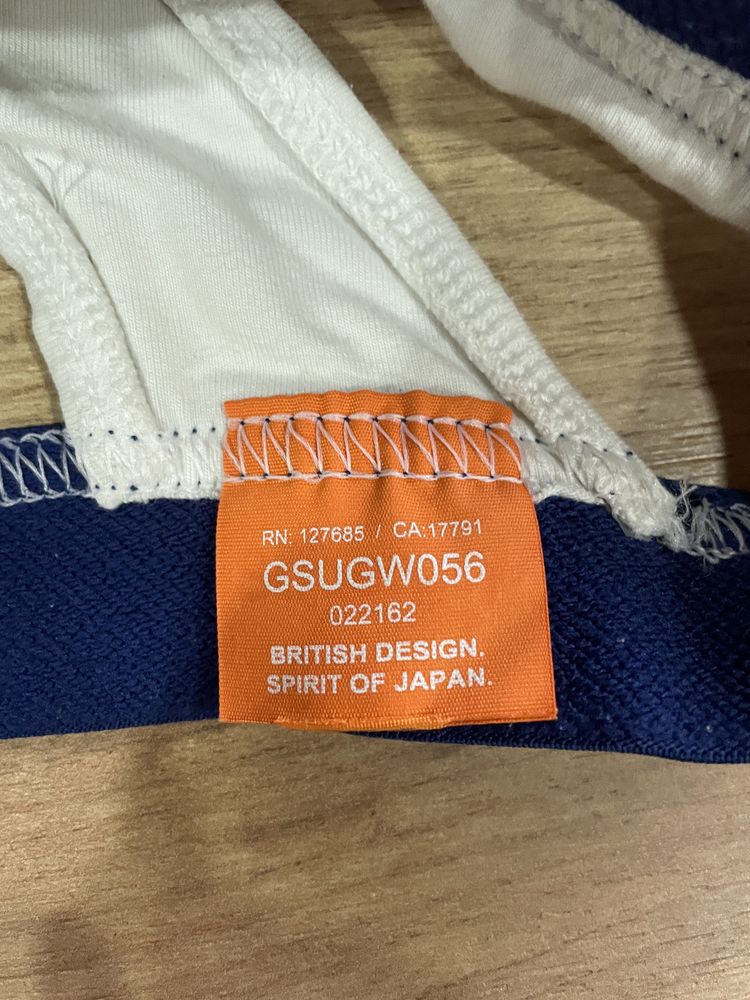 RN: 127685 / CA:17791
GSUGW056
022162
BRITISH DESIGN.
SPIRIT OF JAPAN.